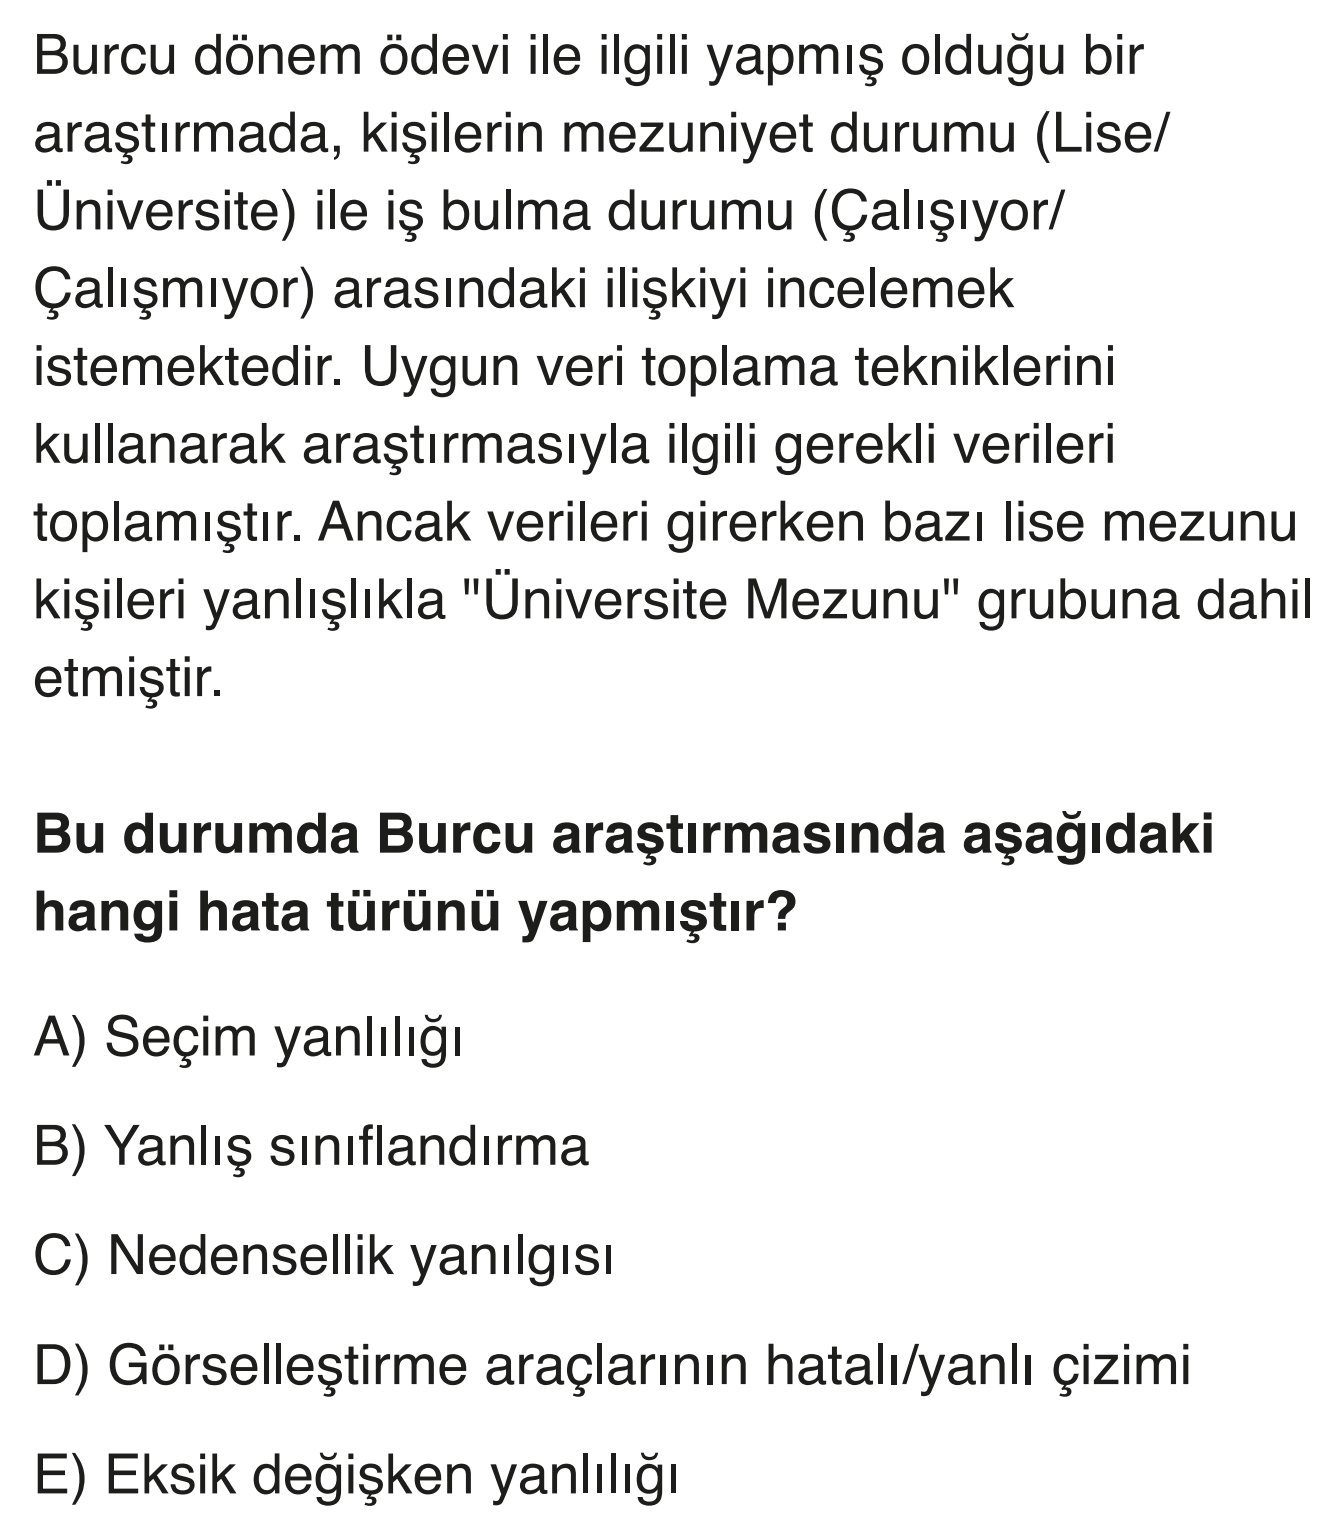 Burcu dönem ödevi ile ilgili yapmış olduğu bir
araştırmada, kişilerin mezuniyet durumu (Lise/
Üniversite) ile iş bulma durumu (Çalışıyor/
Çalışmıyor) arasındaki ilişkiyi incelemek
istemektedir. Uygun veri toplama tekniklerini
kullanarak araştırmasıyla ilgili gerekli verileri
toplamıştır. Ancak verileri girerken bazı lise mezunu
kişileri yanlışlıkla "Üniversite Mezunu" grubuna dahil
etmiştir.
Bu durumda Burcu araştırmasında aşağıdaki
hangi hata türünü yapmıştır?
A) Seçim yanlılığı
B) Yanlış sınıflandırma
C) Nedensellik yanılgısı
D) Görselleştirme araçlarının hatalı/yanlı çizimi
E) Eksik değişken yanlılığı